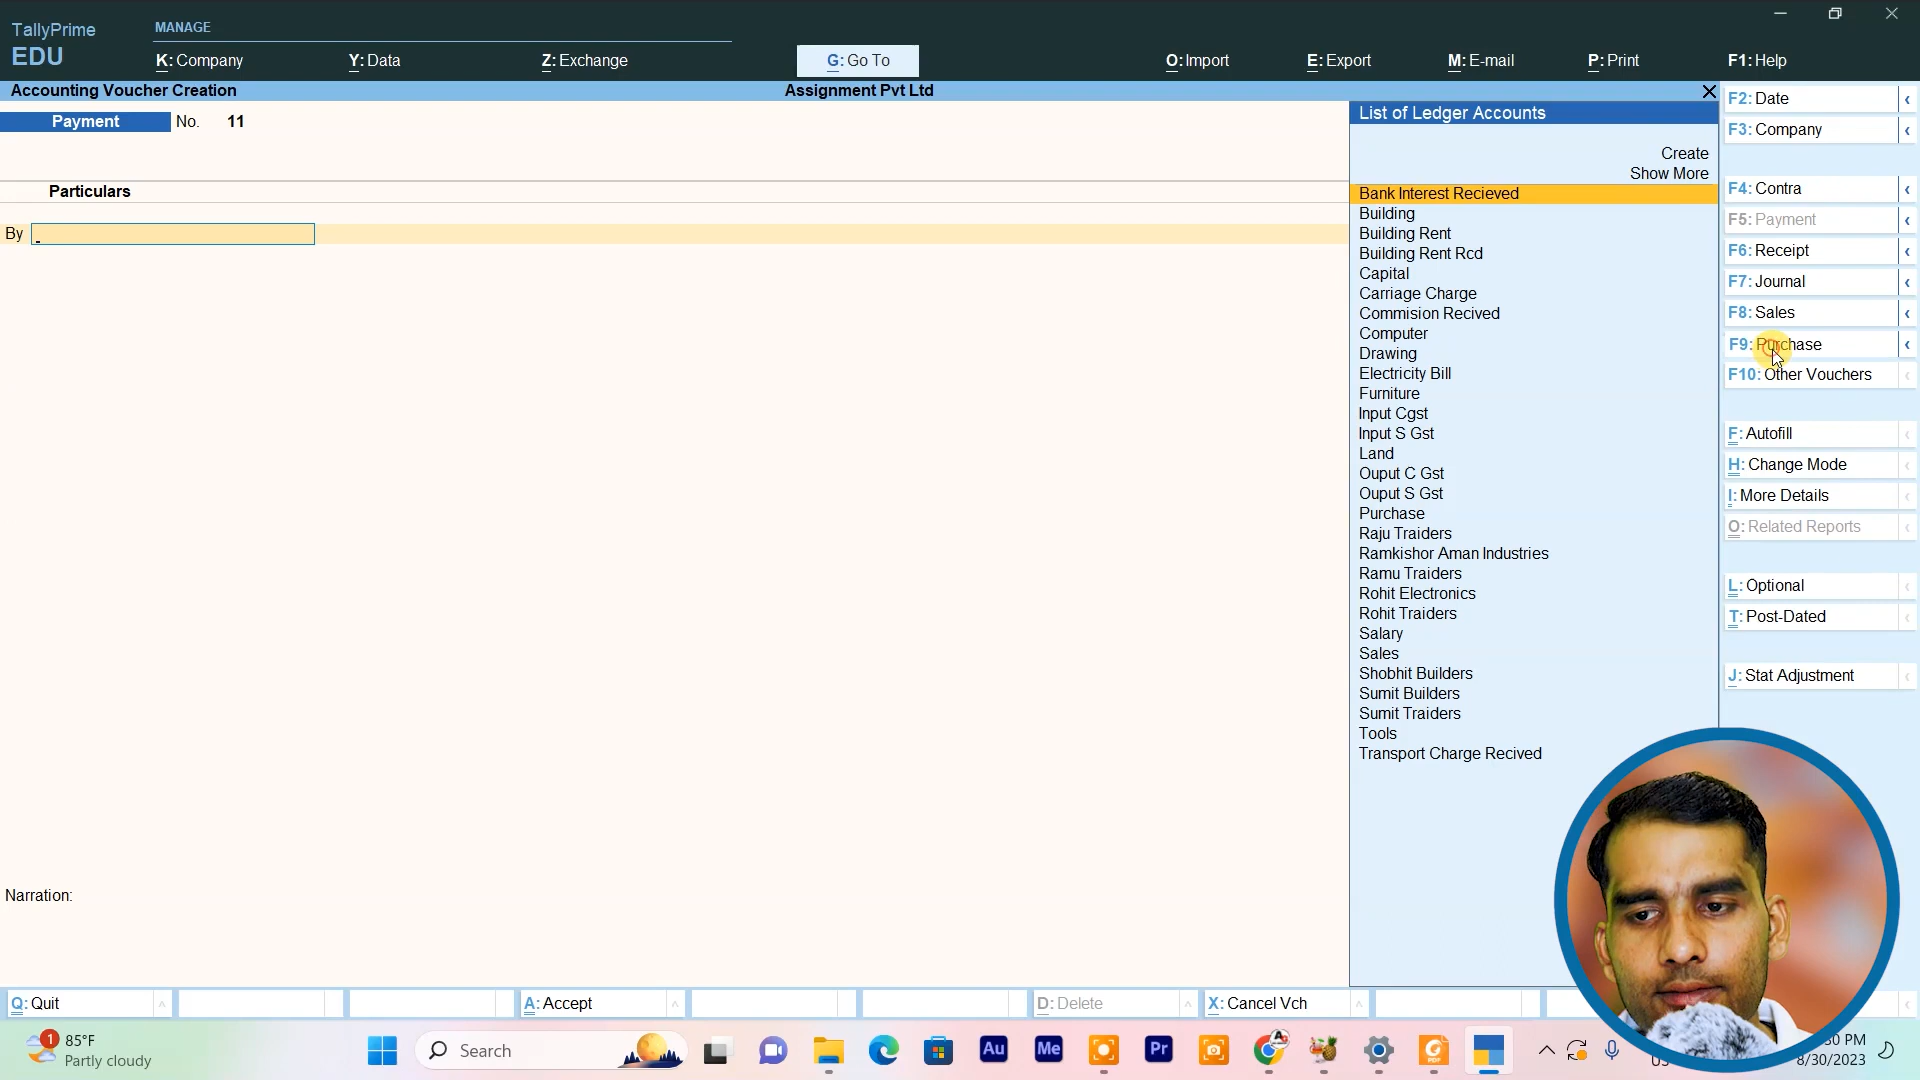 TallyPrime
EDU
MANAGE
K: Company
Y: Data
Z: Exchange
G: Go To
O: Import
E: Export
M: E-mail
P: Print
F1: Help
Accounting Voucher Creation
Assignment Pvt Ltd
Payment No. 11
Particulars
By
List of Ledger Accounts
Create
Show More
Bank Interest Recieved
Building
Building Rent
Building Rent Rcd
Capital
Carriage Charge
Commision Recived
Computer
Drawing
Electricity Bill
Furniture
Input Cgst
Input S Gst
Land
Ouput C Gst
Ouput S Gst
Purchase
Raju Traiders
Ramkishor Aman Industries
Ramu Traiders
Rohit Electronics
Rohit Traiders
Salary
Sales
Shobhit Builders
Sumit Builders
Sumit Traiders
Tools
Transport Charge Recived
F2: Date
F3: Company
F4: Contra
F5: Payment
F6: Receipt
F7: Journal
F8: Sales
F9: Purchase
F10: Other Vouchers
F: Autofill
H: Change Mode
I: More Details
O: Related Reports
L: Optional
T: Post-Dated
J: Stat Adjustment
Narration:
Q: Quit
A: Accept
D: Delete
X: Cancel Vch
1
85°F
Partly cloudy
Search
Au
Me
Pr
PDF
PM
8/30/2023